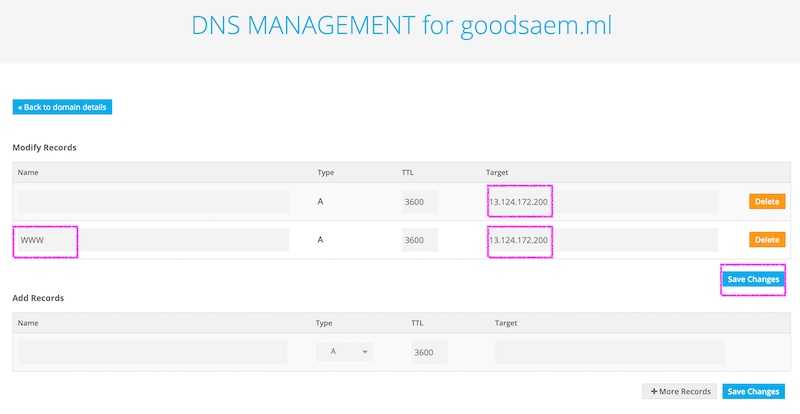 DNS MANAGEMENT for goodsaem.ml
« Back to domain details
Modify Records
Name Type TTL Target
A 3600 13.124.172.200 Delete
WWW A 3600 13.124.172.200 Delete
Save Changes
Add Records
Name Type TTL Target
A 3600
+ More Records Save Changes